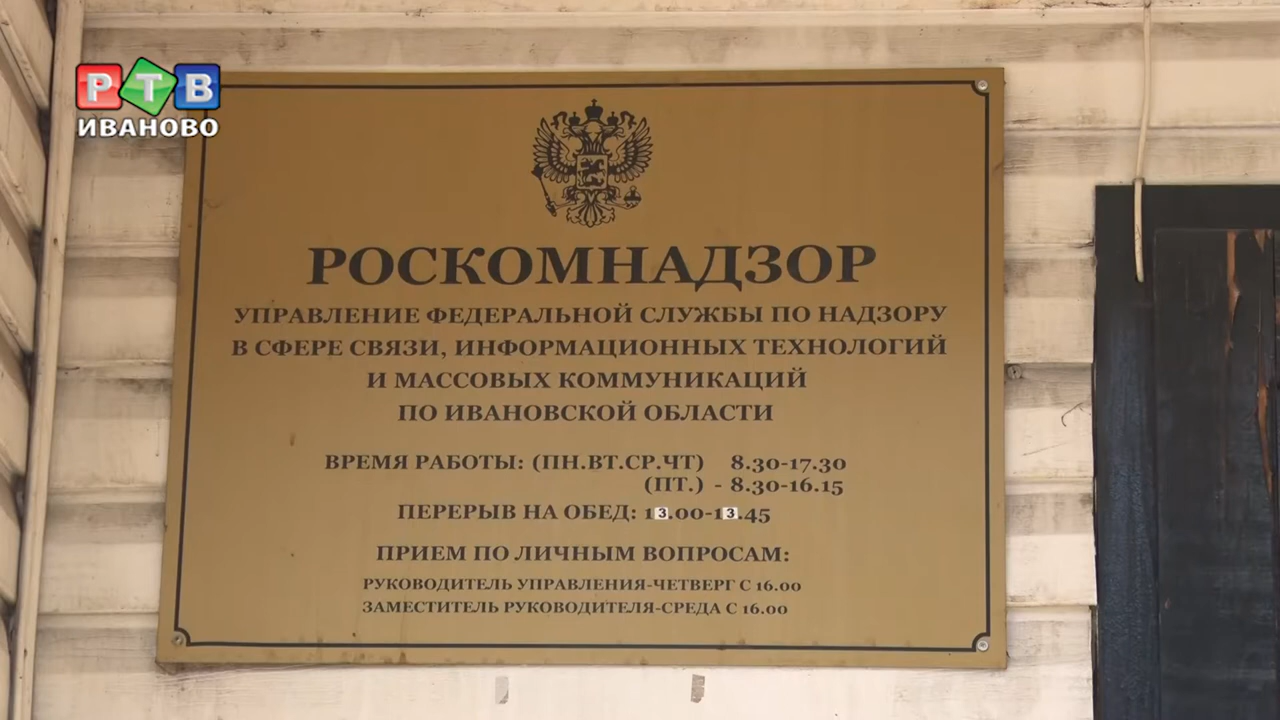 РТВ
ИВАНОВО
РОСКОМНАДЗОР
УПРАВЛЕНИЕ ФЕДЕРАЛЬНОЙ СЛУЖБЫ ПО НАДЗОРУ
В СФЕРЕ СВЯЗИ, ИНФОРМАЦИОННЫХ ТЕХНОЛОГИЙ
И МАССОВЫХ КОММУНИКАЦИЙ
ПО ИВАНОВСКОЙ ОБЛАСТИ
ВРЕМЯ РАБОТЫ: (ПН.ВТ.СР.ЧТ) 8.30-17.30
(ПТ.) - 8.30-16.15
ПЕРЕРЫВ НА ОБЕД: 13.00-13.45
ПРИЕМ ПО ЛИЧНЫМ ВОПРОСАМ:
РУКОВОДИТЕЛЬ УПРАВЛЕНИЯ-ЧЕТВЕРГ С 16.00
ЗАМЕСТИТЕЛЬ РУКОВОДИТЕЛЯ-СРЕДА С 16.00